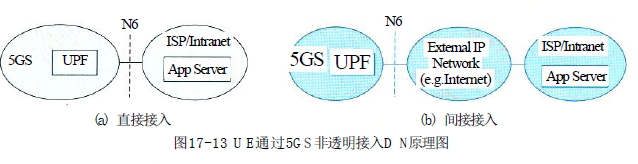 N6
5GS
UPF
ISP/Intranet
App Server
(a) 直接接入
N6
5GS UPF
External IP
Network
(e.g.Internet)
ISP/Intranet
App Server
(b) 间接接入
图17-13 UE通过5GS非透明接入DN原理图